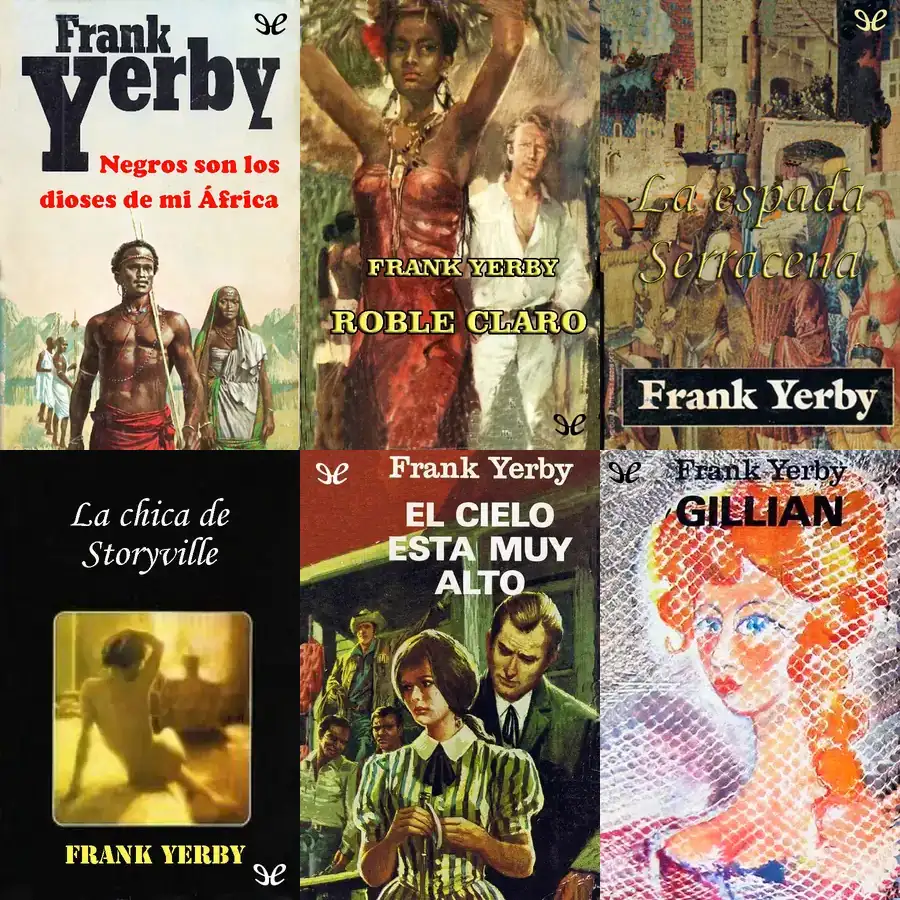 Frank
Yerby
Negros son los
dioses de mi África
FRANK YERBY
ROBLE CLARO
La espada
Serracena
Frank Yerby
La chica de
Storyville
FRANK YERBY
Frank Yerby
EL CIELO
ESTA MUY
ALTO
Frank Yerby
GILLIAN